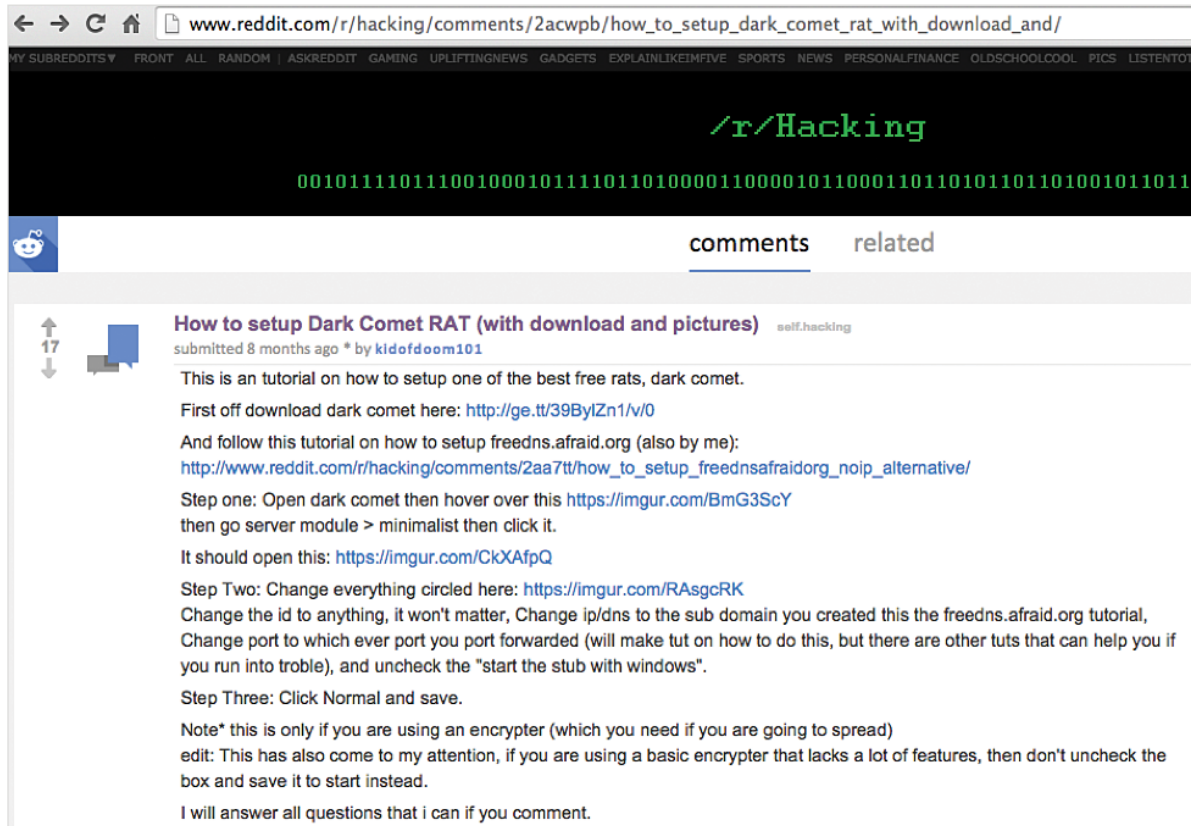 www.reddit.com/r/hacking/comments/2acwpb/how_to_setup_dark_comet_rat_with_download_and/
MY SUBREDDITS▼ FRONT ALL RANDOM | ASKREDDIT GAMING UPLIFTINGNEWS GADGETS EXPLAINLIKEIMFIVE SPORTS NEWS PERSONALFINANCE OLDSCHOOLCOOL PICS
/r/Hacking
comments related
How to setup Dark Comet RAT (with download and pictures) self.hacking
17
submitted 8 months ago * by kidofdoom101
This is an tutorial on how to setup one of the best free rats, dark comet.
First off download dark comet here: http://ge.tt/39BylZn1/v/0
And follow this tutorial on how to setup freedns.afraid.org (also by me):
http://www.reddit.com/r/hacking/comments/2aa7tt/how_to_setup_freednsafraidorg_noip_alternative/
Step one: Open dark comet then hover over this https://imgur.com/BmG3ScY
then go server module > minimalist then click it.
It should open this: https://imgur.com/CkXAfpQ
Step Two: Change everything circled here: https://imgur.com/RAsgcRK
Change the id to anything, it won't matter, Change ip/dns to the sub domain you created this the freedns.afraid.org tutorial,
Change port to which ever port you port forwarded (will make tut on how to do this, but there are other tuts that can help you if
you run into troble), and uncheck the "start the stub with windows".
Step Three: Click Normal and save.
Note* this is only if you are using an encrypter (which you need if you are going to spread)
edit: This has also come to my attention, if you are using a basic encrypter that lacks a lot of features, then don't uncheck the
box and save it to start instead.
I will answer all questions that i can if you comment.